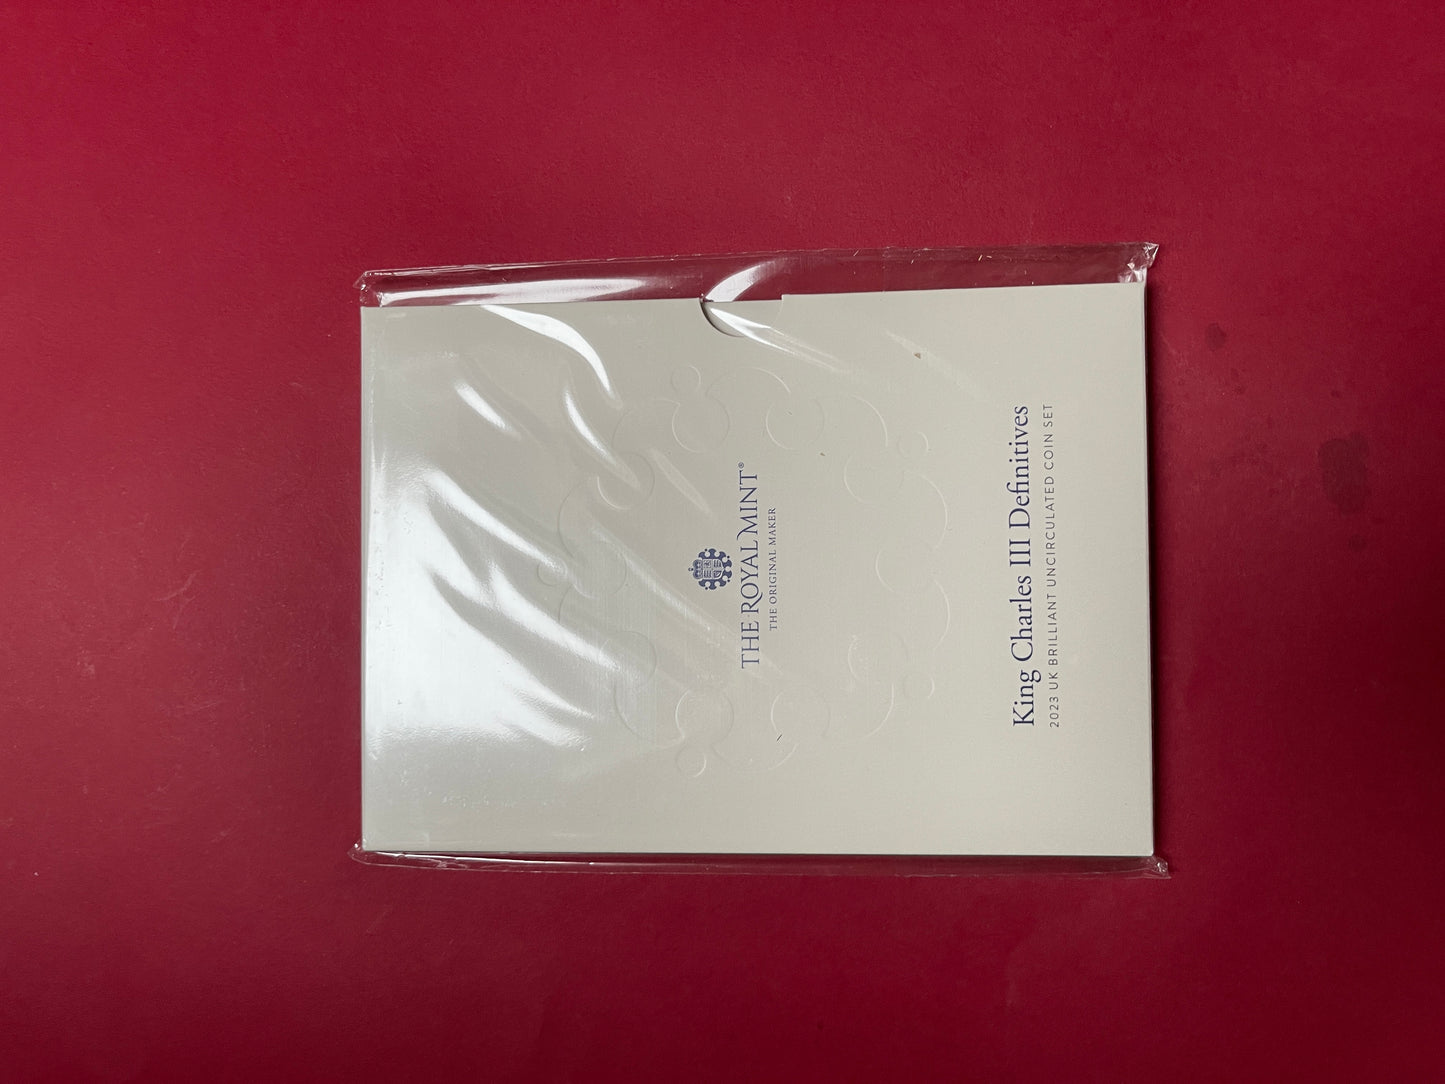 THE ROYAL MINT®
THE ORIGINAL MAKER
King Charles III Definitives
2023 UK BRILLIANT UNCIRCULATED COIN SET